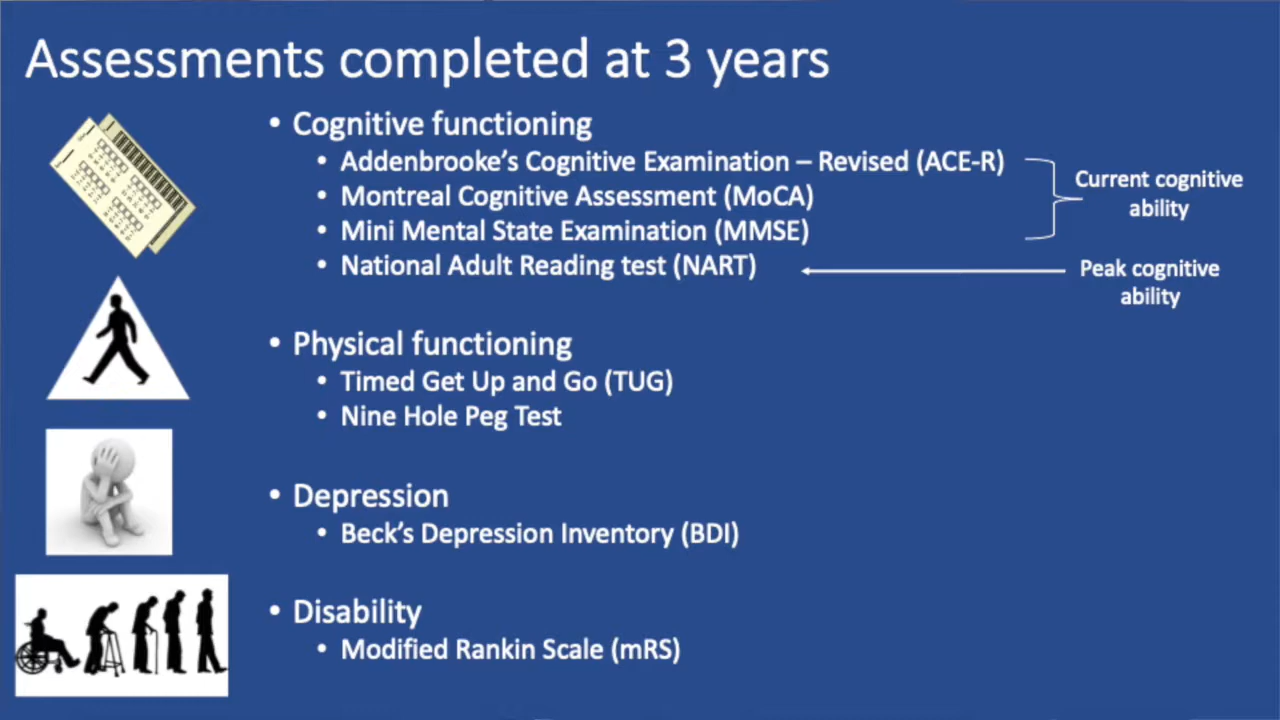 Assessments completed at 3 years
• Cognitive functioning
• Addenbrooke's Cognitive Examination – Revised (ACE-R)
• Montreal Cognitive Assessment (MoCA)
• Mini Mental State Examination (MMSE)
• National Adult Reading test (NART)
Current cognitive
ability
Peak cognitive
ability
• Physical functioning
• Timed Get Up and Go (TUG)
• Nine Hole Peg Test
• Depression
• Beck's Depression Inventory (BDI)
• Disability
• Modified Rankin Scale (mRS)